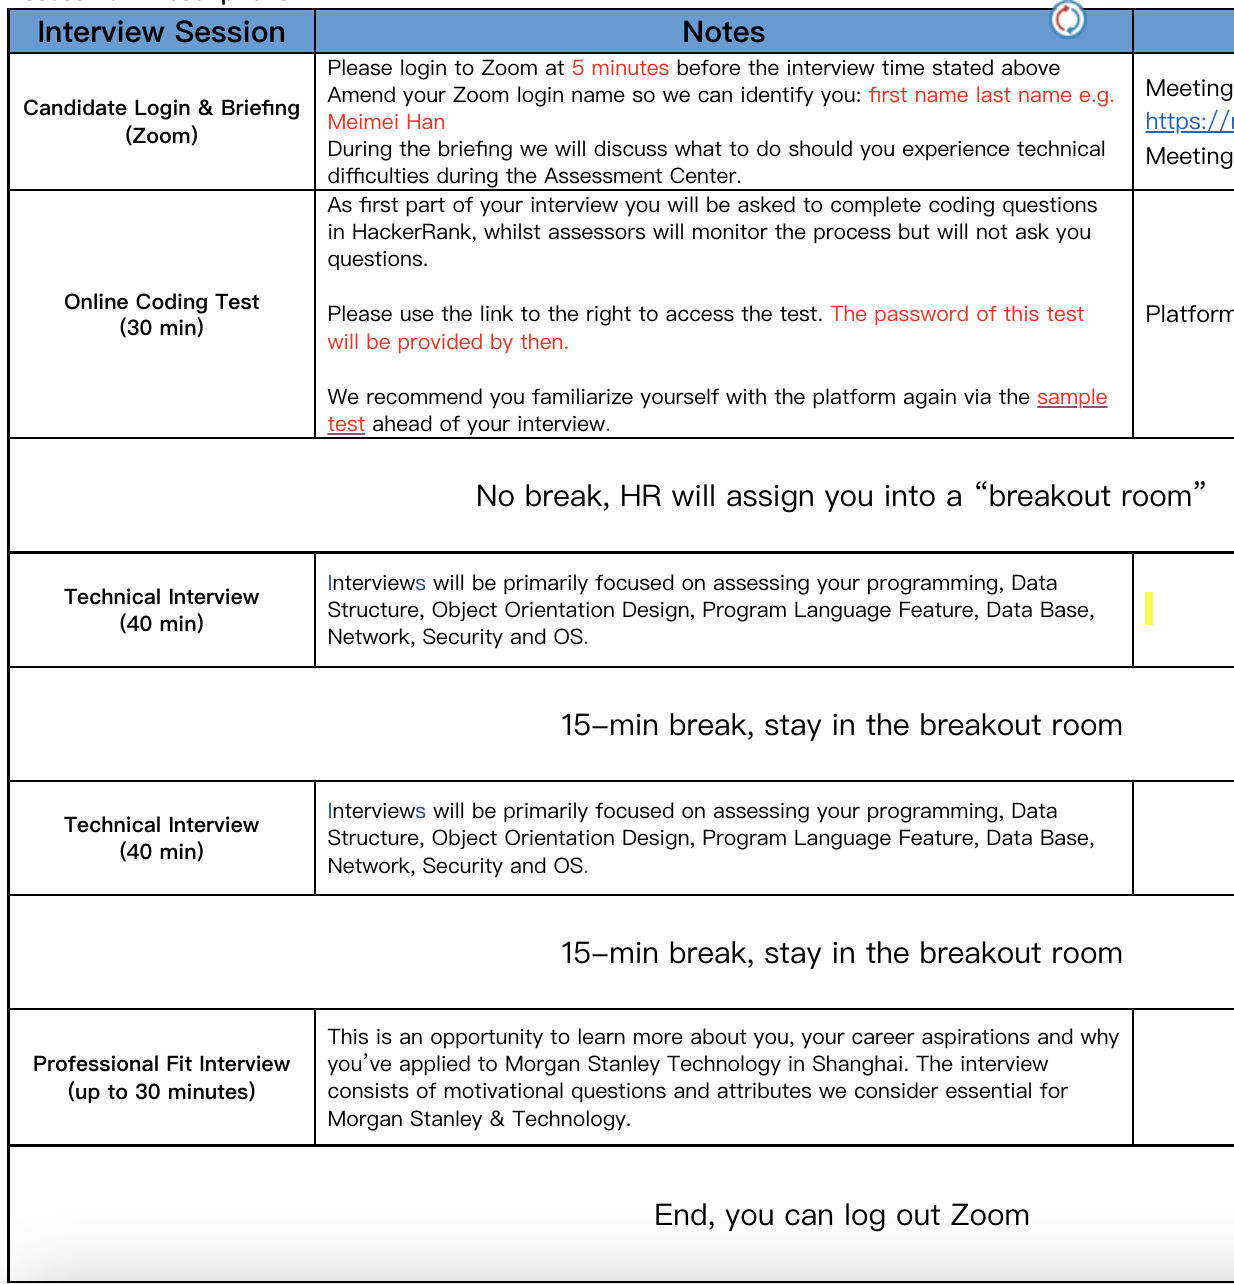 Interview Session
Notes
Candidate Login & Briefing
(Zoom)
Please login to Zoom at 5 minutes before the interview time stated above
Amend your Zoom login name so we can identify you: first name last name e.g.
Meimei Han
During the briefing we will discuss what to do should you experience technical
difficulties during the Assessment Center.
Meeting
https://
Meeting
Online Coding Test
(30 min)
As first part of your interview you will be asked to complete coding questions
in HackerRank, whilst assessors will monitor the process but will not ask you
questions.
Please use the link to the right to access the test. The password of this test
will be provided by then.
We recommend you familiarize yourself with the platform again via the sample
test ahead of your interview.
Platform
No break, HR will assign you into a “breakout room”
Technical Interview
(40 min)
Interviews will be primarily focused on assessing your programming, Data
Structure, Object Orientation Design, Program Language Feature, Data Base,
Network, Security and OS.
15-min break, stay in the breakout room
Technical Interview
(40 min)
Interviews will be primarily focused on assessing your programming, Data
Structure, Object Orientation Design, Program Language Feature, Data Base,
Network, Security and OS.
15-min break, stay in the breakout room
Professional Fit Interview
(up to 30 minutes)
This is an opportunity to learn more about you, your career aspirations and why
you’ve applied to Morgan Stanley Technology in Shanghai. The interview
consists of motivational questions and attributes we consider essential for
Morgan Stanley & Technology.
End, you can log out Zoom